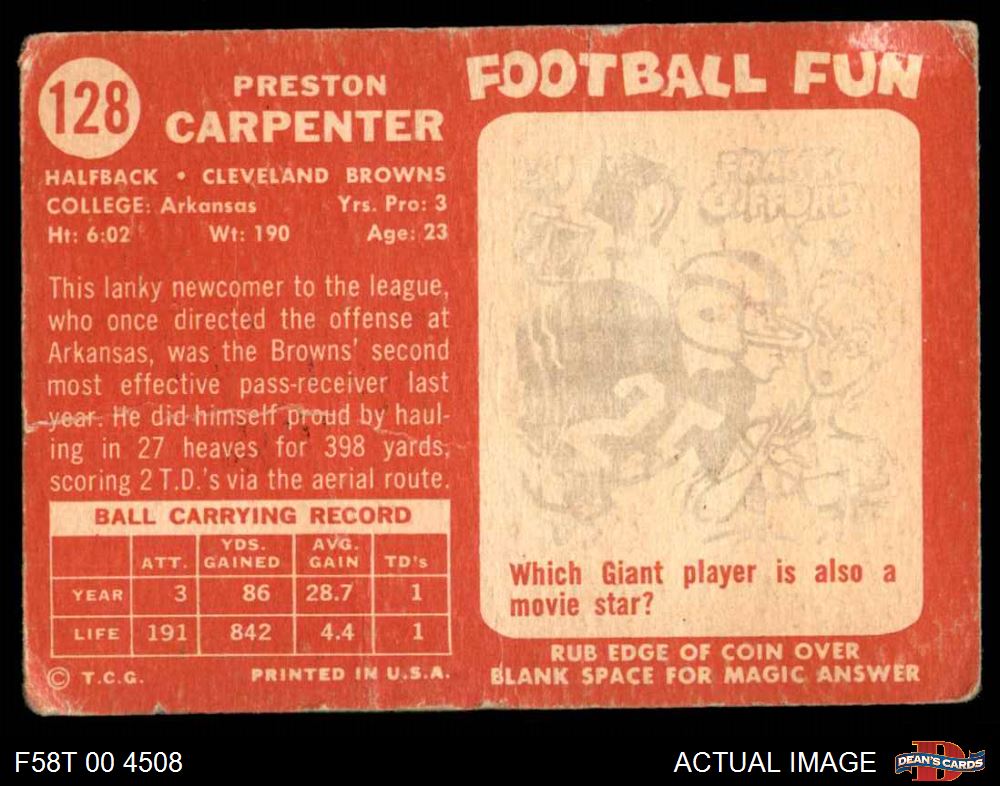 128
PRESTON
CARPENTER
HALFBACK • CLEVELAND BROWNS
COLLEGE: Arkansas Yrs. Pro: 3
Ht: 6:02 Wt: 190 Age: 23
This lanky newcomer to the league,
who once directed the offense at
Arkansas, was the Browns' second
most effective pass-receiver last
year. He did himself proud by haul-
ing in 27 heaves for 398 yards,
scoring 2 T.D.'s via the aerial route.
BALL CARRYING RECORD
ATT. YDS. GAINED AVG. GAIN TD's
YEAR 3 86 28.7 1
LIFE 191 842 4.4 1
© T.C.G. PRINTED IN U.S.A.
FOOTBALL FUN
FRANK
GIFFORD
Which Giant player is also a
movie star?
RUB EDGE OF COIN OVER
BLANK SPACE FOR MAGIC ANSWER
F58T 00 4508
ACTUAL IMAGE
D
DEAN'S CARDS